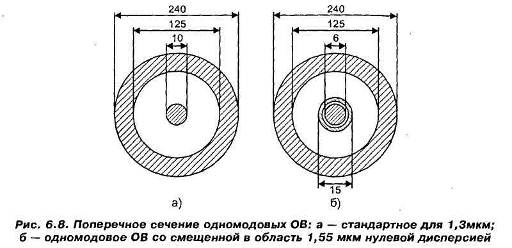 240
125
10
240
125
6
15
а)
б)
Рис. 6.8. Поперечное сечение одномодовых ОВ: а — стандартное для 1,3мкм;
б — одномодовое ОВ со смещенной в область 1,55 мкм нулевой дисперсией